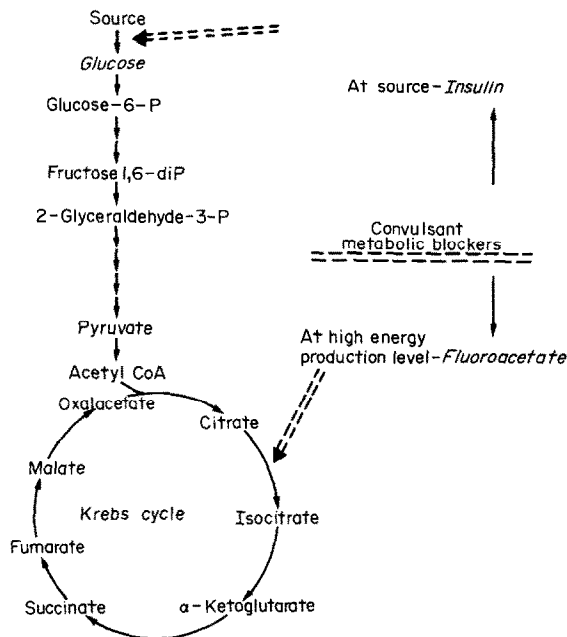 Source
Glucose
Glucose-6-P
Fructose 1,6-diP
2-Glyceraldehyde-3-P
Pyruvate
Acetyl CoA
Oxalacetate
Citrate
Isocitrate
α-Ketoglutarate
Succinate
Fumarate
Malate
Krebs cycle
At source-Insulin
Convulsant
metabolic blockers
At high energy
production level-Fluoroacetate